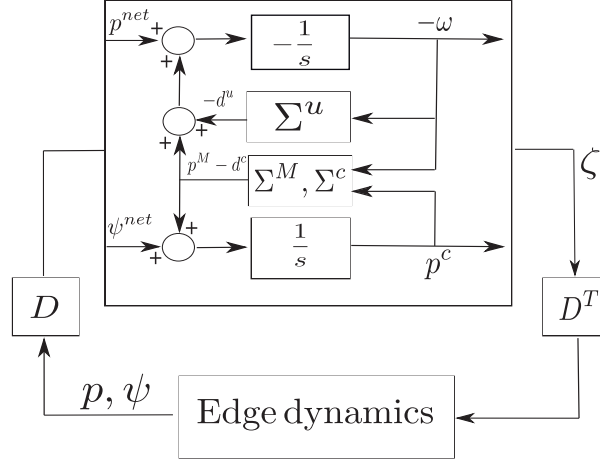 p^{net} + + − 1/s −ω
−d^u Σ^u
+ +
p^M − d^c Σ^M, Σ^c ζ
ψ^{net} + + 1/s
p^c
D D^T
p, ψ Edge dynamics